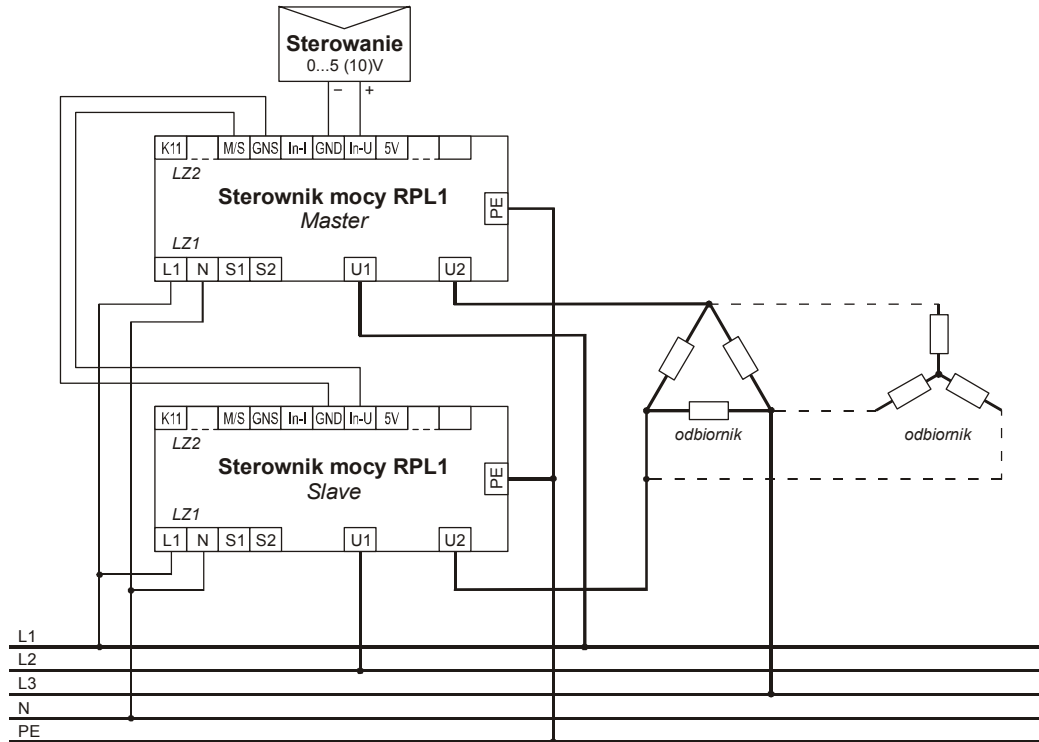 Sterowanie
0...5 (10)V
– +
K11 M/S GNS In-I GND In-U 5V
LZ2
Sterownik mocy RPL1
Master
PE
LZ1
L1 N S1 S2 U1 U2
K11 M/S GNS In-I GND In-U 5V
LZ2
Sterownik mocy RPL1
Slave
PE
LZ1
L1 N S1 S2 U1 U2
odbiornik odbiornik
L1
L2
L3
N
PE